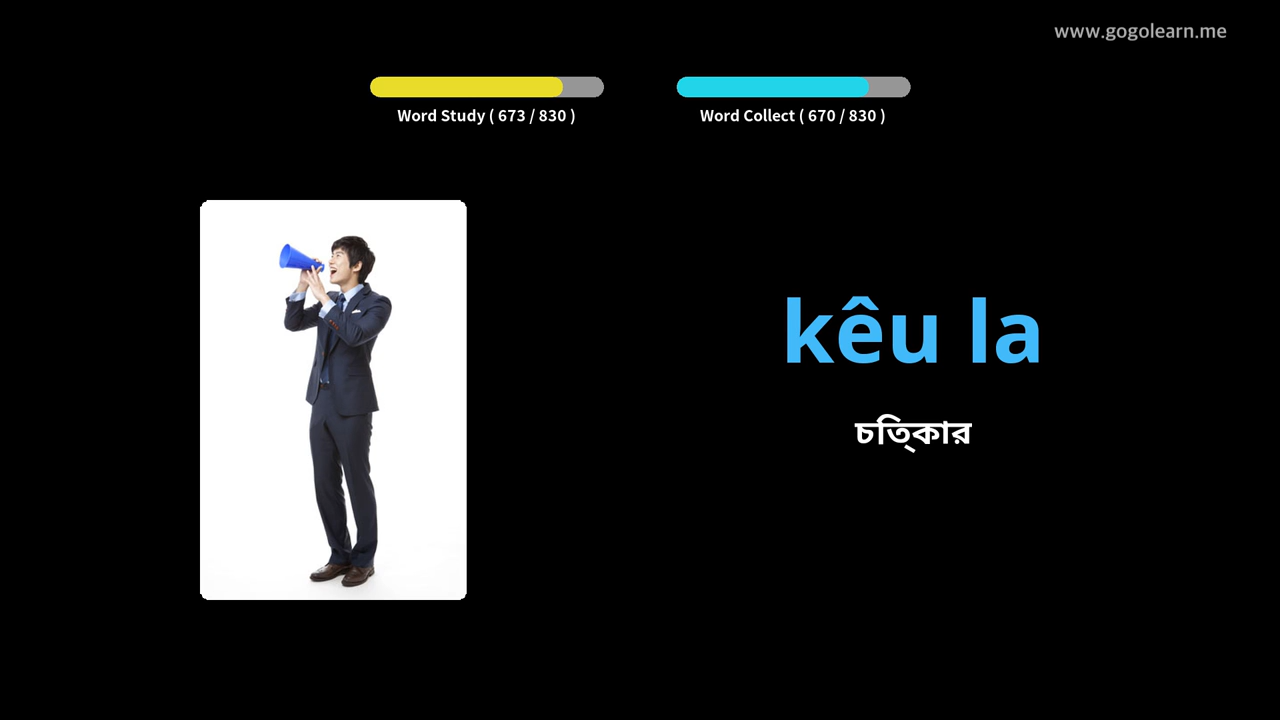 www.gogolearn.me
Word Study ( 673 / 830 )
Word Collect ( 670 / 830 )
kêu la
চিত্কার